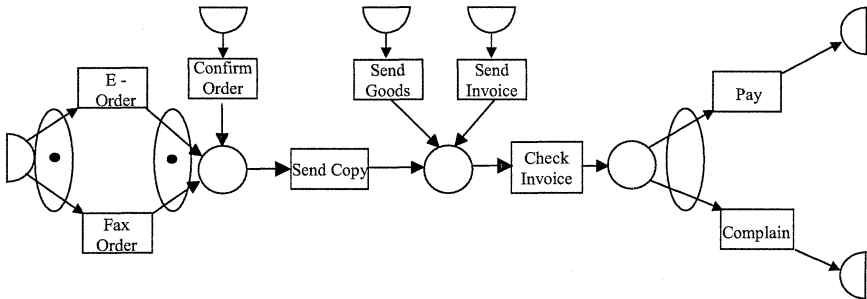 E -
Order
Confirm
Order
Send
Goods
Send
Invoice
Pay
Send Copy
Check
Invoice
Fax
Order
Complain